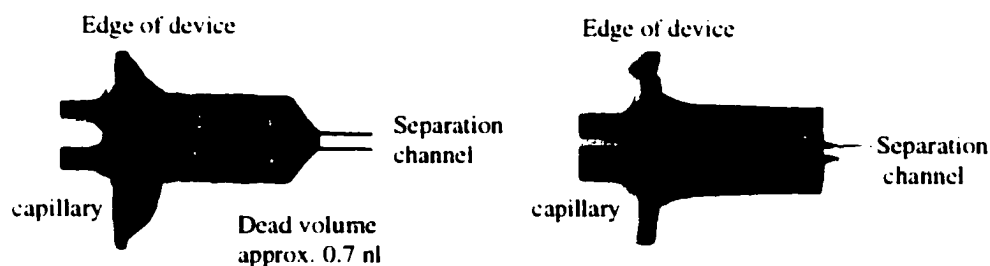 Edge of device
Separation
channel
capillary
Dead volume
approx. 0.7 nl
Edge of device
Separation
channel
capillary